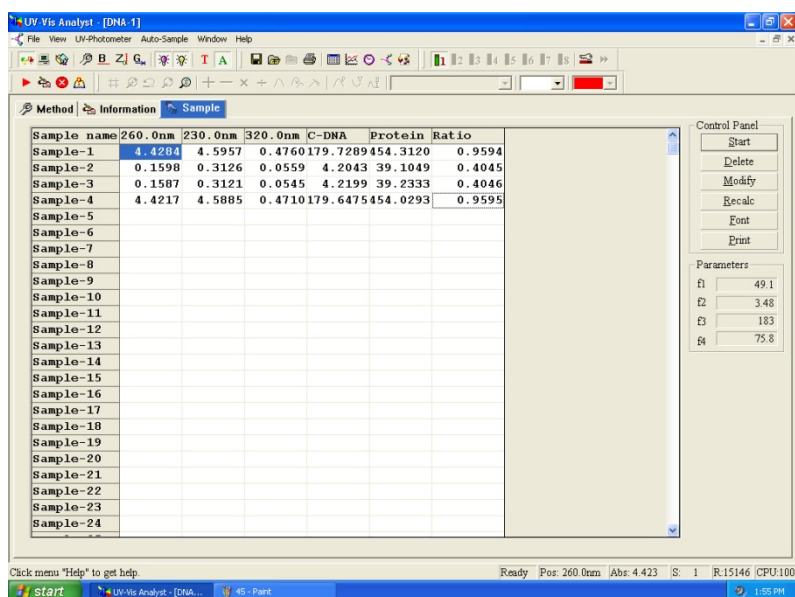 UV-Vis Analyst - [DNA-1]
File View UV-Photometer Auto-Sample Window Help
B Z G T A 1 2 3 4 5 6 7 8
Method Information Sample
Sample name 260.0nm 230.0nm 320.0nm C-DNA Protein Ratio
Sample-1 4.4284 4.5957 0.4760 179.7289 454.3120 0.9594
Sample-2 0.1598 0.3126 0.0559 4.2043 39.1049 0.4045
Sample-3 0.1587 0.3121 0.0545 4.2199 39.2333 0.4046
Sample-4 4.4217 4.5885 0.4710 179.6475 454.0293 0.9595
Sample-5
Sample-6
Sample-7
Sample-8
Sample-9
Sample-10
Sample-11
Sample-12
Sample-13
Sample-14
Sample-15
Sample-16
Sample-17
Sample-18
Sample-19
Sample-20
Sample-21
Sample-22
Sample-23
Sample-24
Control Panel
Start
Delete
Modify
Recalc
Font
Print
Parameters
f1 49.1
f2 3.48
f3 183
f4 75.8
Click menu "Help" to get help.
Ready Pos: 260.0nm Abs: 4.423 S: 1 R:15146 CPU:100
start UV-Vis Analyst - [DNA... 45 - Paint 1:55 PM